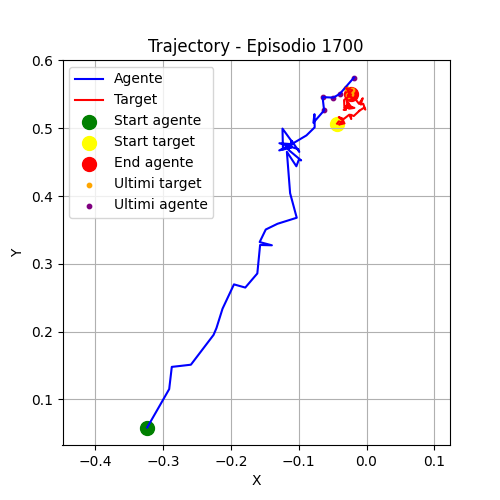 Trajectory - Episodio 1700
Agente
Target
Start agente
Start target
End agente
Ultimi target
Ultimi agente
0.6
0.5
0.4
0.3
0.2
0.1
Y
−0.4 −0.3 −0.2 −0.1 0.0 0.1
X